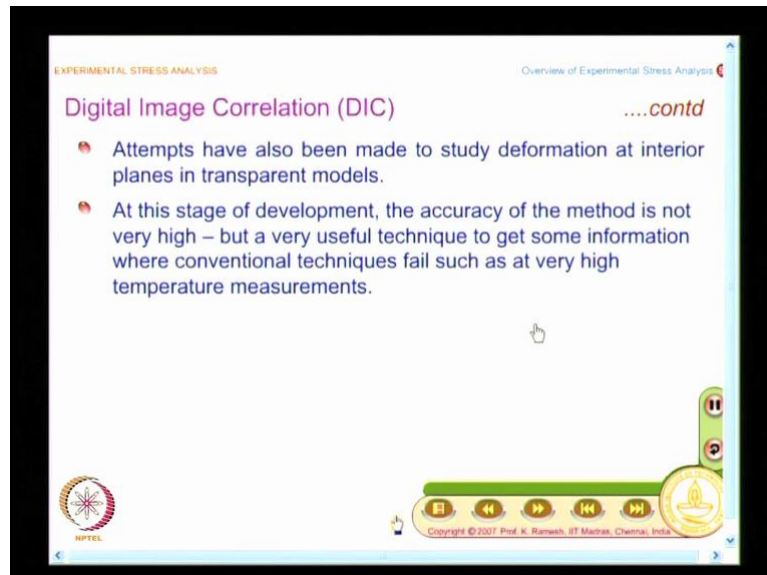 EXPERIMENTAL STRESS ANALYSIS
Overview of Experimental Stress Analysis
Digital Image Correlation (DIC)
....contd
Attempts have also been made to study deformation at interior
planes in transparent models.
At this stage of development, the accuracy of the method is not
very high – but a very useful technique to get some information
where conventional techniques fail such as at very high
temperature measurements.
NPTEL
Copyright © 2007 Prof. K. Ramesh, IIT Madras, Chennai, India